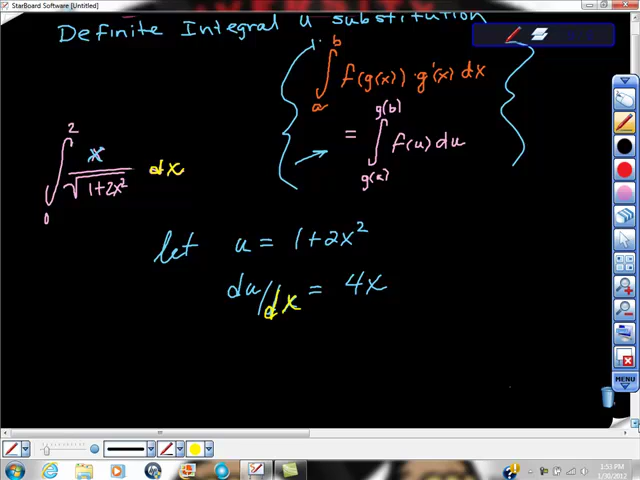 StarBoard Software [Untitled]
Definite Integral u substitution
∫ₐᵇ f(g(x)) · g'(x) dx
= ∫_{g(a)}^{g(b)} f(u) du
∫₀² x/√(1+2x²) dx
let u = 1+2x²
du/dx = 4x
MENU
1:53 PM
1/30/2012